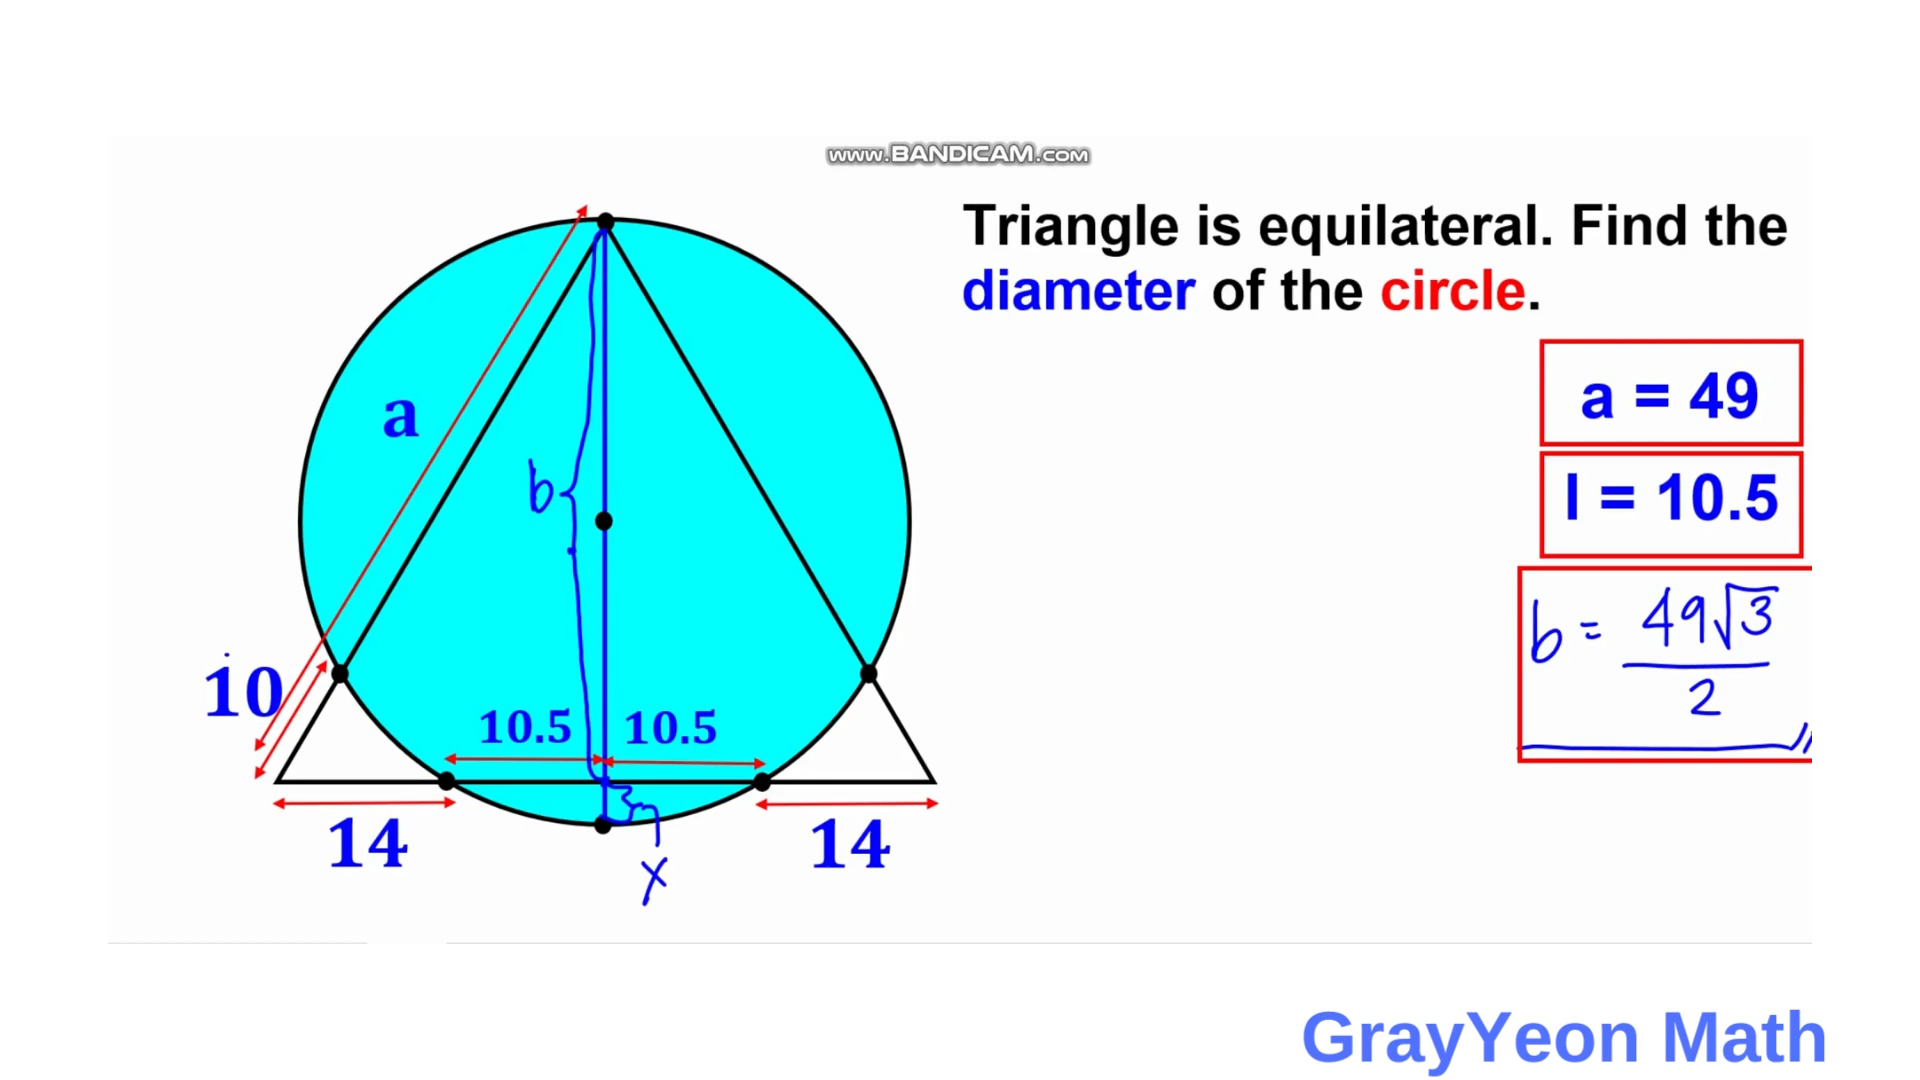 www.BANDICAM.com
Triangle is equilateral. Find the
diameter of the circle.
a = 49
a
l = 10.5
b
b = 49√3
2
10
10.5 10.5
14
14
x
GrayYeon Math